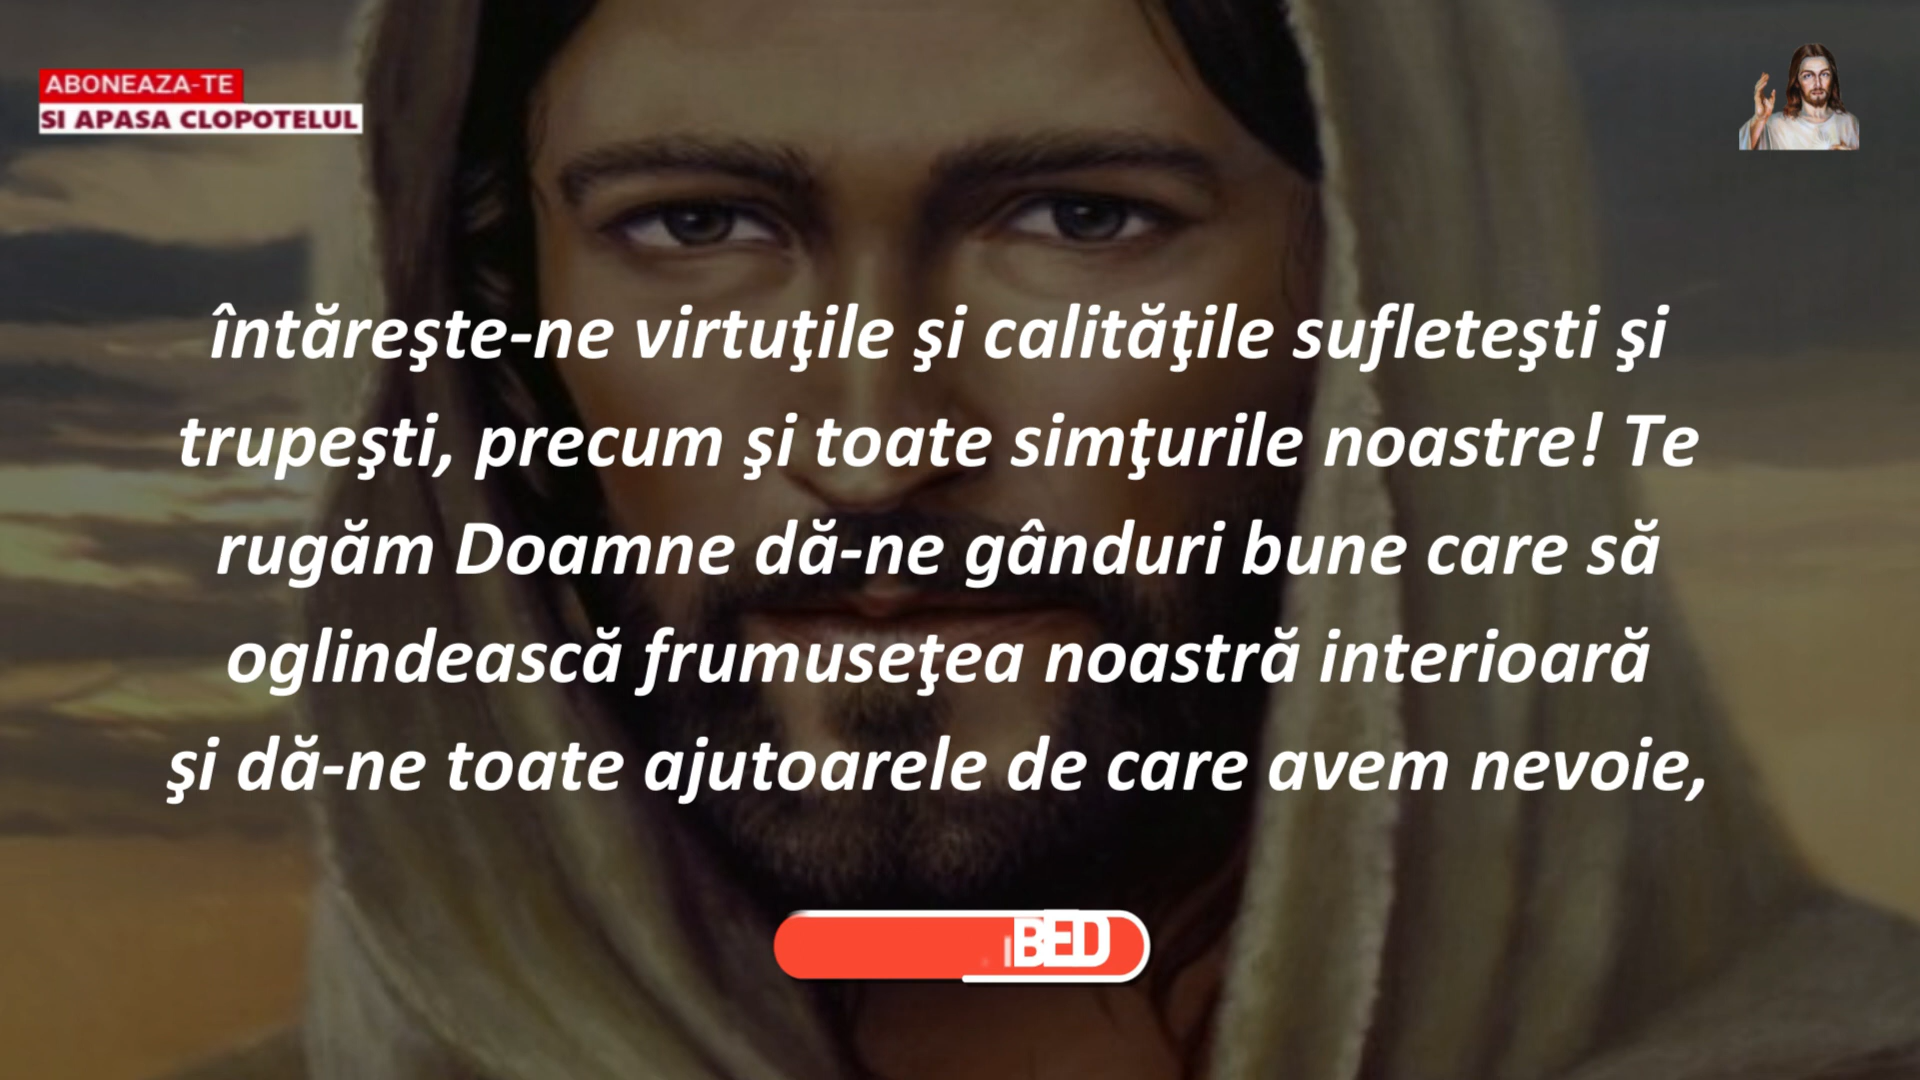 ABONEAZA-TE
SI APASA CLOPOTELUL
întăreşte-ne virtuţile şi calităţile sufleteşti şi
trupeşti, precum şi toate simţurile noastre! Te
rugăm Doamne dă-ne gânduri bune care să
oglindească frumuseţea noastră interioară
şi dă-ne toate ajutoarele de care avem nevoie,
BED